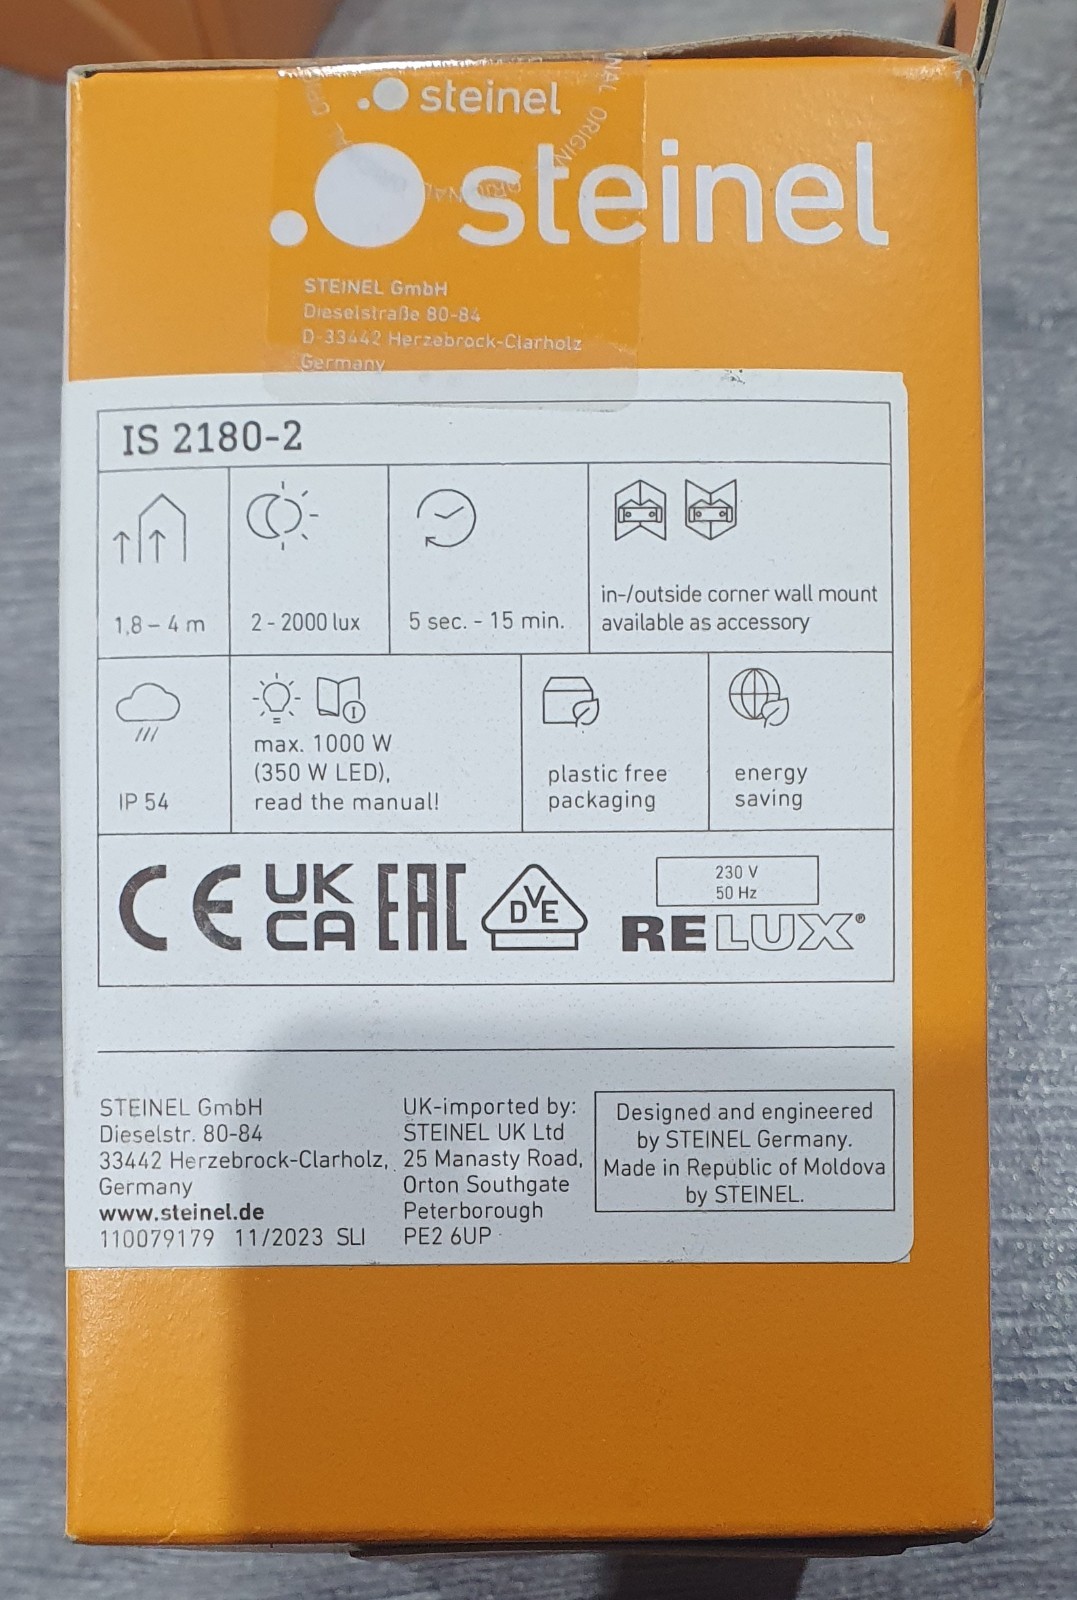 steinel
steinel
STEINEL GmbH
Dieselstraße 80-84
D-33442 Herzebrock-Clarholz
Germany
IS 2180-2
1,8 – 4 m
2 - 2000 lux
5 sec. - 15 min.
in-/outside corner wall mount
available as accessory
IP 54
max. 1000 W
(350 W LED),
read the manual!
plastic free
packaging
energy
saving
CE
UK
CA
EAC
DVE
230 V
50 Hz
RELUX®
STEINEL GmbH
Dieselstr. 80-84
33442 Herzebrock-Clarholz,
Germany
www.steinel.de
110079179 11/2023 SLI
UK-imported by:
STEINEL UK Ltd
25 Manasty Road,
Orton Southgate
Peterborough
PE2 6UP
Designed and engineered
by STEINEL Germany.
Made in Republic of Moldova
by STEINEL.